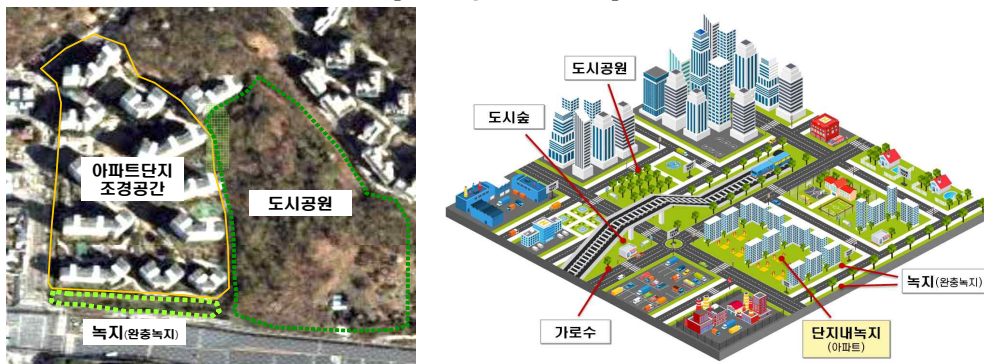 아파트단지
조경공간
도시공원
녹지(완충녹지)
도시공원
도시숲
가로수
녹지(완충녹지)
단지내녹지
(아파트)